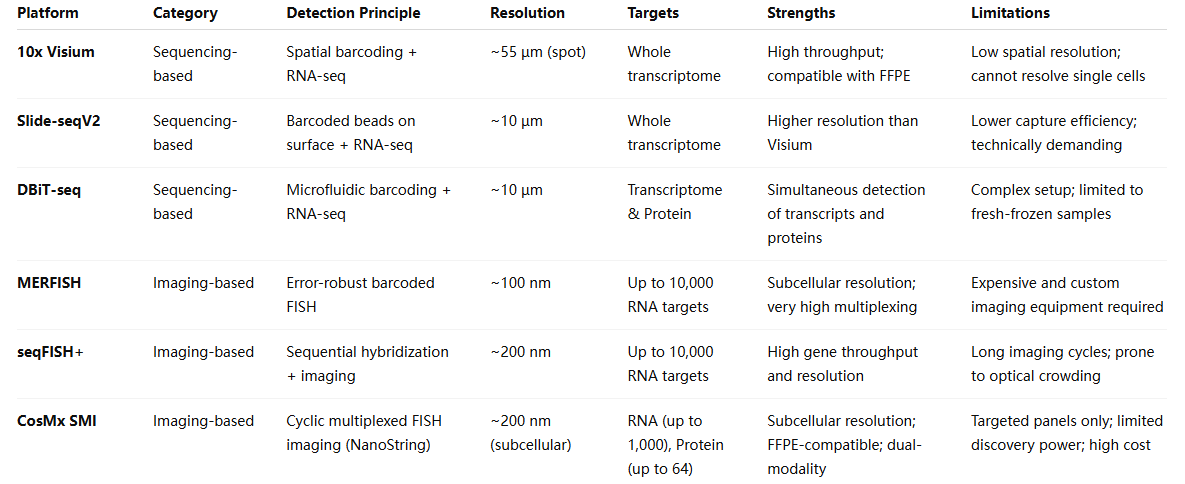 Platform Category Detection Principle Resolution Targets Strengths Limitations
10x Visium Sequencing- Spatial barcoding + ~55 µm (spot) Whole High throughput; Low spatial resolution;
based RNA-seq transcriptome compatible with FFPE cannot resolve single cells
Slide-seqV2 Sequencing- Barcoded beads on ~10 µm Whole Higher resolution than Lower capture efficiency;
based surface + RNA-seq transcriptome Visium technically demanding
DBiT-seq Sequencing- Microfluidic barcoding + ~10 µm Transcriptome Simultaneous detection Complex setup; limited to
based RNA-seq & Protein of transcripts and fresh-frozen samples
proteins
MERFISH Imaging-based Error-robust barcoded ~100 nm Up to 10,000 Subcellular resolution; Expensive and custom
FISH RNA targets very high multiplexing imaging equipment required
seqFISH+ Imaging-based Sequential hybridization ~200 nm Up to 10,000 High gene throughput Long imaging cycles; prone
+ imaging RNA targets and resolution to optical crowding
CosMx SMI Imaging-based Cyclic multiplexed FISH ~200 nm RNA (up to Subcellular resolution; Targeted panels only; limited
imaging (NanoString) (subcellular) 1,000), Protein FFPE-compatible; dual- discovery power; high cost
(up to 64) modality